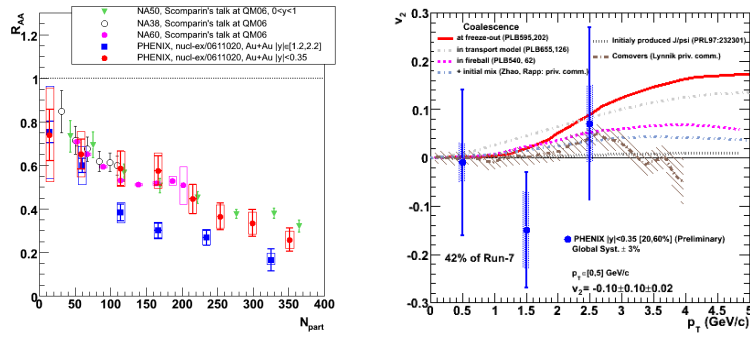 R_AA
NA50, Scomparin's talk at QM06, 0<y<1
NA38, Scomparin's talk at QM06
NA60, Scomparin's talk at QM06
PHENIX, nucl-ex/0611020, Au+Au |y|∈[1.2,2.2]
PHENIX, nucl-ex/0611020, Au+Au |y|<0.35
1.2
1
0.8
0.6
0.4
0.2
0
0 50 100 150 200 250 300 350 400
N_part
v_2
0.3
0.2
0.1
0
-0.1
-0.2
-0.3
Coalescence
at freeze-out (PLB595,202)
in transport model (PLB655,126)
in fireball (PLB540, 62)
+ initial mix (Zhao, Rapp: priv. comm.)
Initialy produced J/psi (PRL97:232301)
Comovers (Lynnik priv. comm.)
PHENIX |y|<0.35 [20,60%] (Preliminary)
Global Syst. ± 3%
42% of Run-7
p_T=[0,5] GeV/c
v_2= -0.10±0.10±0.02
0 0.5 1 1.5 2 2.5 3 3.5 4 4.5 5
p_T (GeV/c)